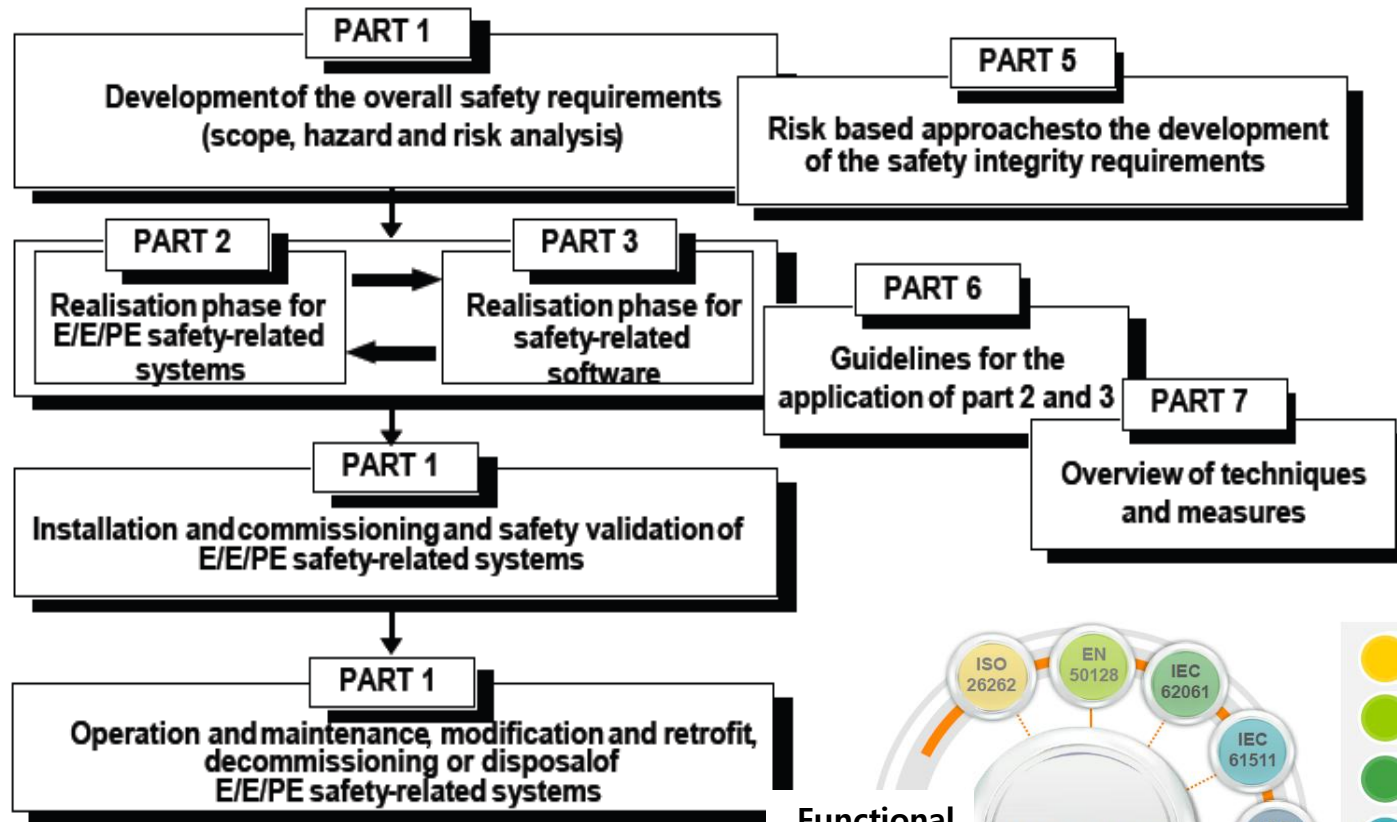 PART 1
Development of the overall safety requirements
(scope, hazard and risk analysis)
PART 5
Risk based approachesto the development
of the safety integrity requirements
PART 2
Realisation phase for
E/E/PE safety-related
systems
PART 3
Realisation phase for
safety-related
software
PART 6
Guidelines for the
application of part 2 and 3
PART 7
Overview of techniques
and measures
PART 1
Installation and commissioning and safety validation of
E/E/PE safety-related systems
PART 1
Operation and maintenance, modification and retrofit,
decommissioning or disposal of
E/E/PE safety-related systems
ISO
26262
EN
50128
IEC
62061
IEC
61511
Functional